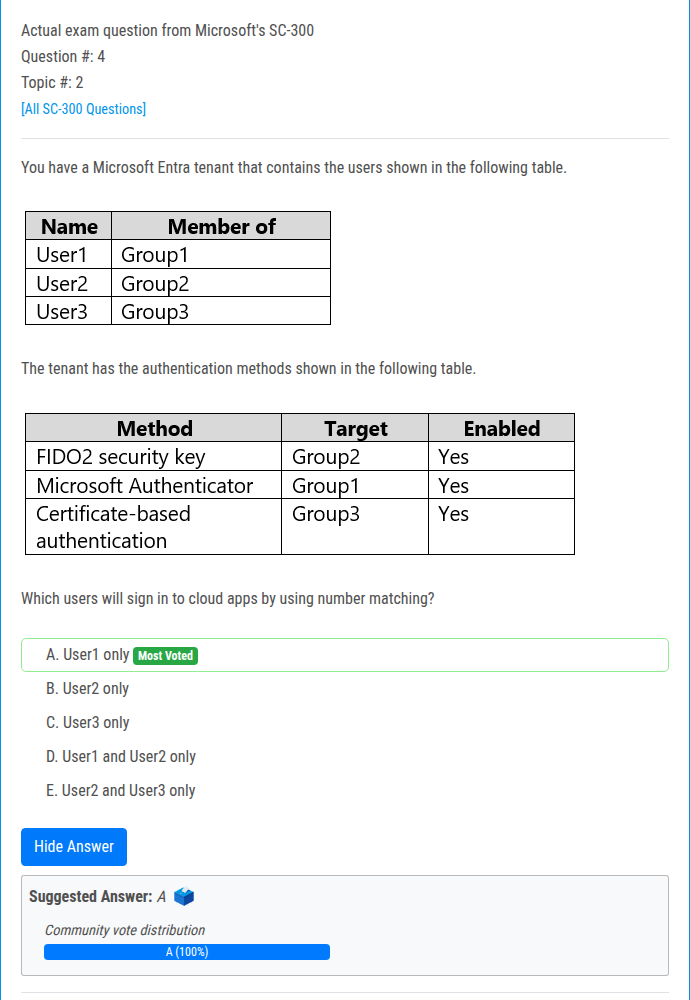 Actual exam question from Microsoft's SC-300
Question #: 4
Topic #: 2
[All SC-300 Questions]
You have a Microsoft Entra tenant that contains the users shown in the following table.
Name Member of
User1 Group1
User2 Group2
User3 Group3
The tenant has the authentication methods shown in the following table.
Method Target Enabled
FIDO2 security key Group2 Yes
Microsoft Authenticator Group1 Yes
Certificate-based Group3 Yes
authentication
Which users will sign in to cloud apps by using number matching?
A. User1 only Most Voted
B. User2 only
C. User3 only
D. User1 and User2 only
E. User2 and User3 only
Hide Answer
Suggested Answer: A
Community vote distribution
A (100%)